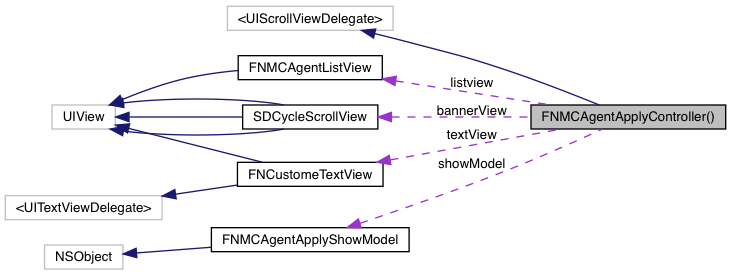 <UIScrollViewDelegate>
FNMCAgentListView
listview
UIView
SDCycleScrollView
bannerView
FNMCAgentApplyController()
textView
FNCustomeTextView
showModel
<UITextViewDelegate>
FNMCAgentApplyShowModel
NSObject